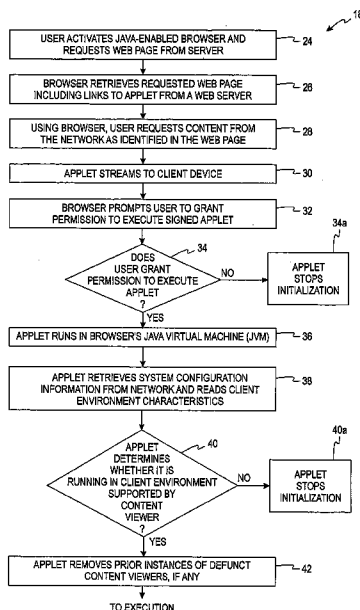 18
USER ACTIVATES JAVA-ENABLED BROWSER AND
REQUESTS WEB PAGE FROM SERVER
24
BROWSER RETRIEVES REQUESTED WEB PAGE
INCLUDING LINKS TO APPLET FROM A WEB SERVER
26
USING BROWSER, USER REQUESTS CONTENT FROM
THE NETWORK AS IDENTIFIED IN THE WEB PAGE
28
APPLET STREAMS TO CLIENT DEVICE
30
BROWSER PROMPTS USER TO GRANT
PERMISSION TO EXECUTE SIGNED APPLET
32
34
DOES
USER GRANT
PERMISSION TO EXECUTE
APPLET
?
NO
YES
34a
APPLET
STOPS
INITIALIZATION
APPLET RUNS IN BROWSER'S JAVA VIRTUAL MACHINE (JVM)
36
APPLET RETRIEVES SYSTEM CONFIGURATION
INFORMATION FROM NETWORK AND READS CLIENT
ENVIRONMENT CHARACTERISTICS
38
40
APPLET
DETERMINES
WHETHER IT IS
RUNNING IN CLIENT ENVIRONMENT
SUPPORTED BY
CONTENT
VIEWER
?
NO
YES
40a
APPLET
STOPS
INITIALIZATION
APPLET REMOVES PRIOR INSTANCES OF DEFUNCT
CONTENT VIEWERS, IF ANY
42
TO EXECUTION